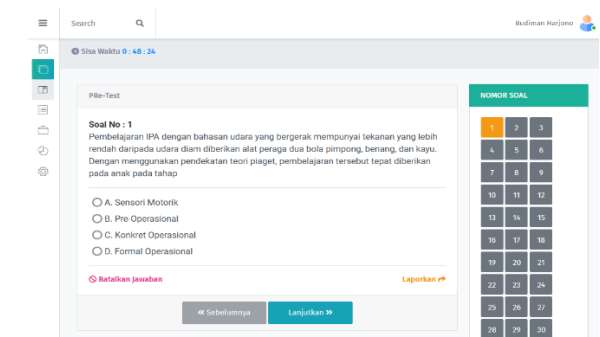 Search
Budiman Harjono
Sisa Waktu 0 : 48 : 24
PRe-Test
Soal No : 1
Pembelajaran IPA dengan bahasan udara yang bergerak mempunyai tekanan yang lebih
rendah daripada udara diam diberikan alat peraga dua bola pimpong, benang, dan kayu.
Dengan menggunakan pendekatan teori piaget, pembelajaran tersebut tepat diberikan
pada anak pada tahap
A. Sensori Motorik
B. Pre-Operasional
C. Konkret Operasional
D. Formal Operasional
Batalkan Jawaban
Laporkan
Sebelumnya
Lanjutkan
NOMOR SOAL
1 2 3
4 5 6
7 8 9
10 11 12
13 14 15
16 17 18
19 20 21
22 23 24
25 26 27
28 29 30